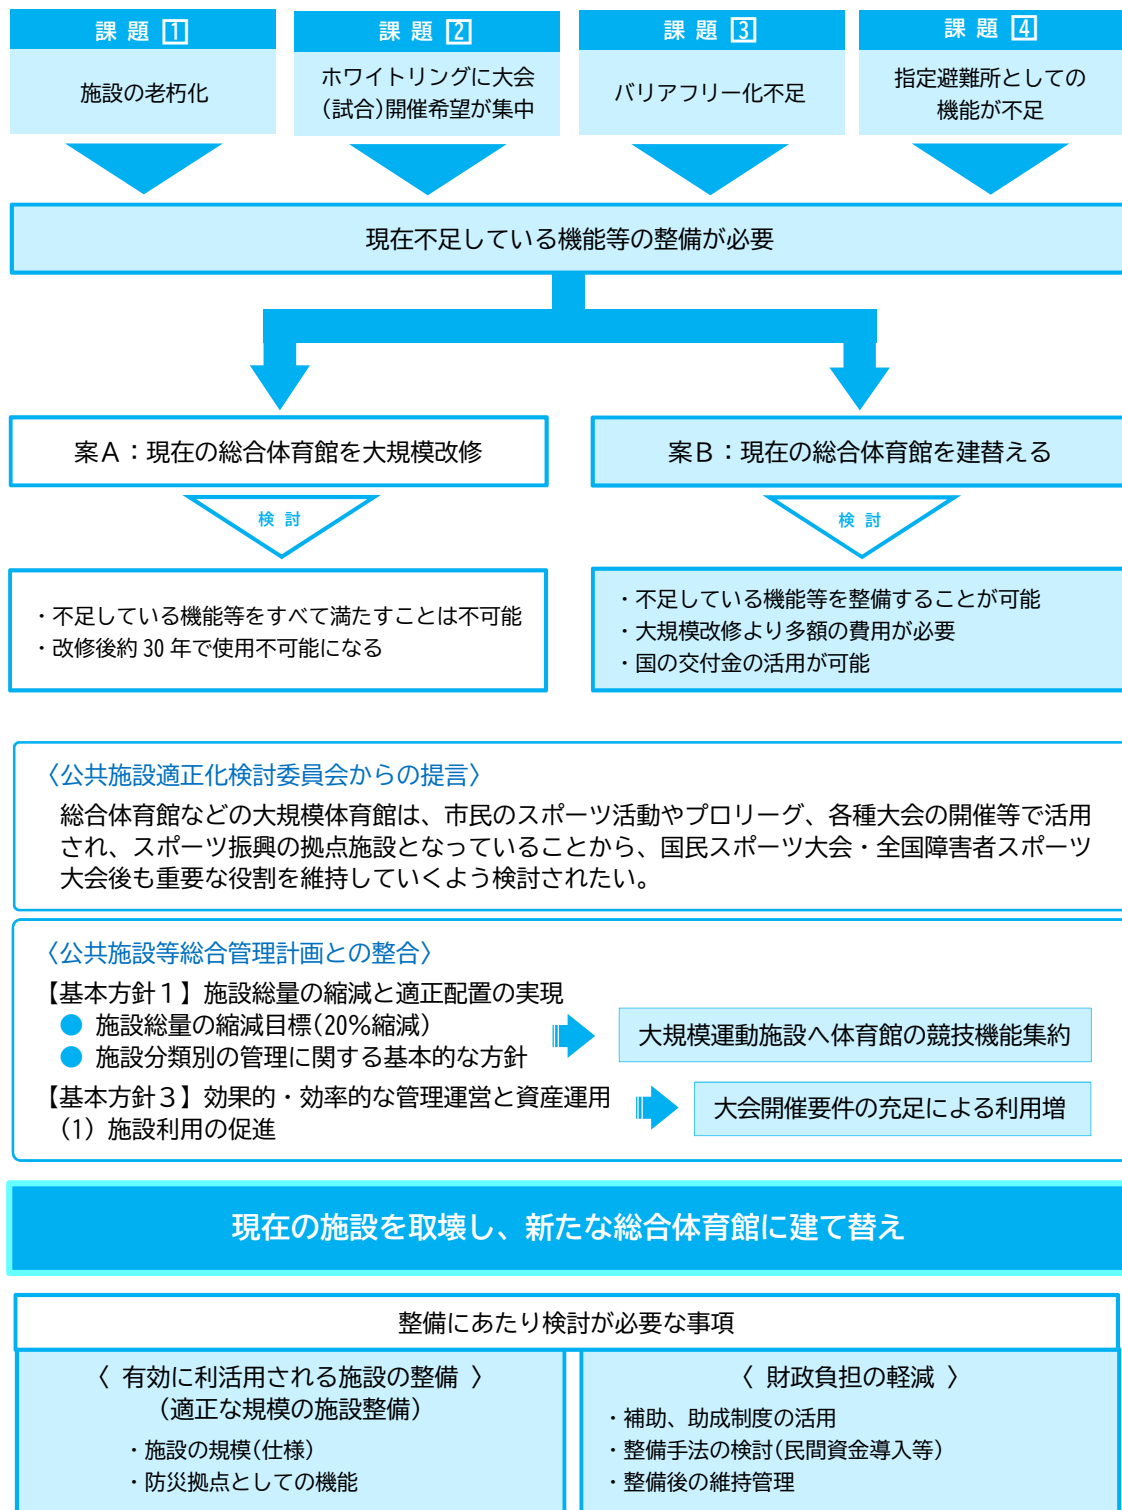 課題1
施設の老朽化
課題2
ホワイトリングに大会
(試合)開催希望が集中
課題3
バリアフリー化不足
課題4
指定避難所としての
機能が不足
現在不足している機能等の整備が必要
案A：現在の総合体育館を大規模改修
検討
・不足している機能等をすべて満たすことは不可能
・改修後約30年で使用不可能になる
案B：現在の総合体育館を建替える
検討
・不足している機能等を整備することが可能
・大規模改修より多額の費用が必要
・国の交付金の活用が可能
〈公共施設適正化検討委員会からの提言〉
総合体育館などの大規模体育館は、市民のスポーツ活動やプロリーグ、各種大会の開催等で活用
され、スポーツ振興の拠点施設となっていることから、国民スポーツ大会・全国障害者スポーツ
大会後も重要な役割を維持していくよう検討されたい。
〈公共施設等総合管理計画との整合〉
【基本方針１】施設総量の縮減と適正配置の実現
● 施設総量の縮減目標(20%縮減)
● 施設分類別の管理に関する基本的な方針
大規模運動施設へ体育館の競技機能集約
【基本方針３】効果的・効率的な管理運営と資産運用
(1) 施設利用の促進
大会開催要件の充足による利用増
現在の施設を取壊し、新たな総合体育館に建て替え
整備にあたり検討が必要な事項
〈 有効に利活用される施設の整備 〉
(適正な規模の施設整備)
・施設の規模(仕様)
・防災拠点としての機能
〈 財政負担の軽減 〉
・補助、助成制度の活用
・整備手法の検討(民間資金導入等)
・整備後の維持管理